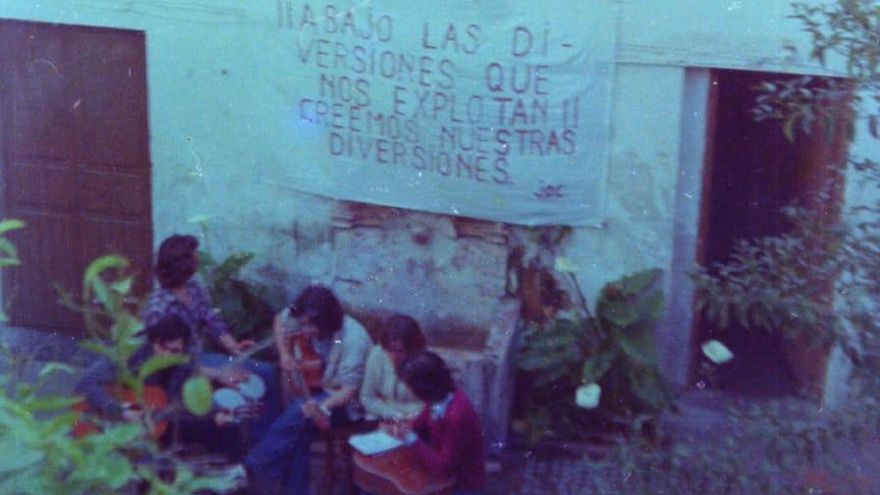 ¡¡ABAJO LAS DI-
VERSIONES QUE
NOS EXPLOTAN!!
CREEMOS NUESTRAS
DIVERSIONES.
JOC